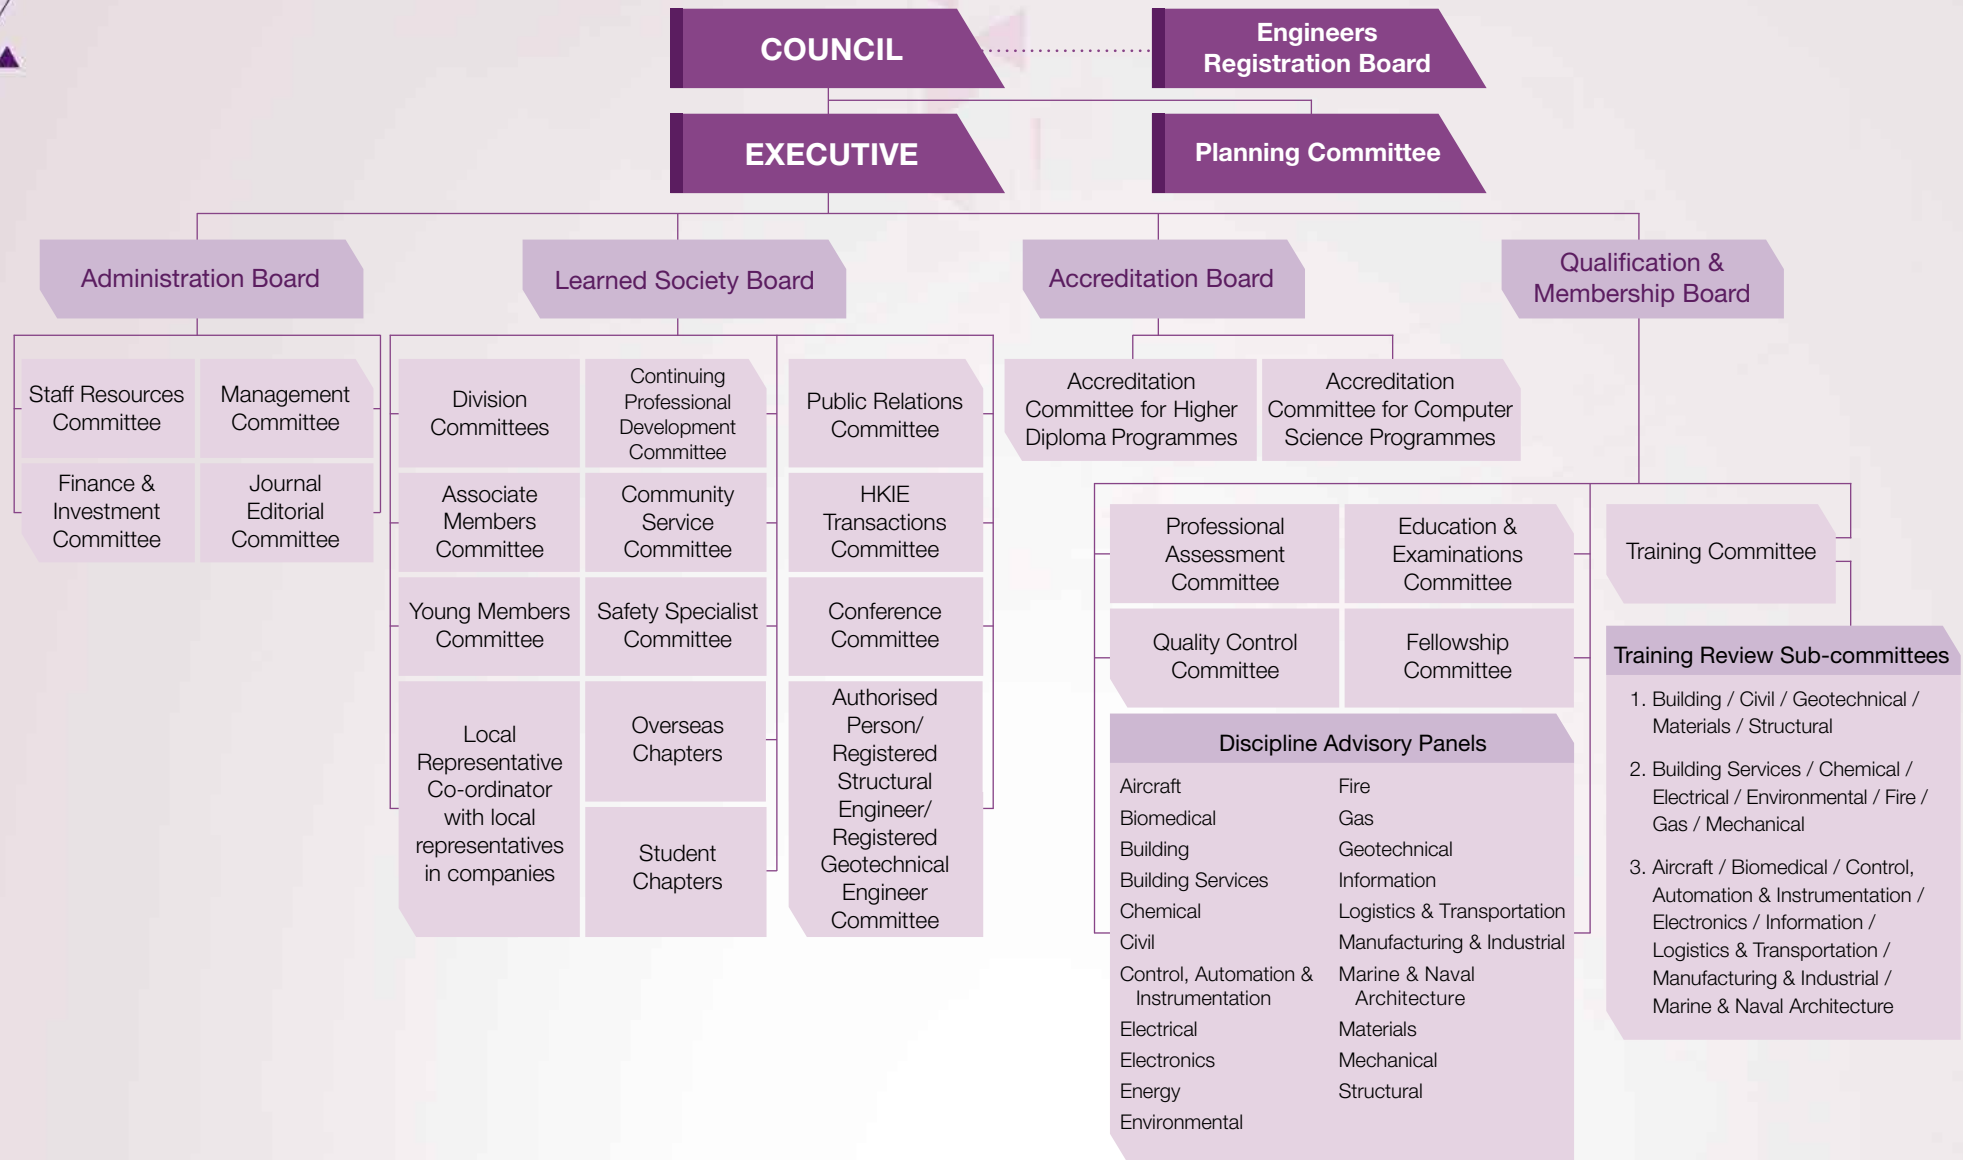 COUNCIL
Engineers
Registration Board
EXECUTIVE
Planning Committee
Administration Board
Learned Society Board
Accreditation Board
Qualification &
Membership Board
Staff Resources
Committee
Management
Committee
Finance &
Investment
Committee
Journal
Editorial
Committee
Division
Committees
Continuing
Professional
Development
Committee
Public Relations
Committee
Associate
Members
Committee
Community
Service
Committee
HKIE
Transactions
Committee
Young Members
Committee
Safety Specialist
Committee
Conference
Committee
Local
Representative
Co-ordinator
with local
representatives
in companies
Overseas
Chapters
Student
Chapters
Authorised
Person/
Registered
Structural
Engineer/
Registered
Geotechnical
Engineer
Committee
Accreditation
Committee for Higher
Diploma Programmes
Accreditation
Committee for Computer
Science Programmes
Professional
Assessment
Committee
Education &
Examinations
Committee
Quality Control
Committee
Fellowship
Committee
Discipline Advisory Panels
Aircraft
Biomedical
Building
Building Services
Chemical
Civil
Control, Automation &
Instrumentation
Electrical
Electronics
Energy
Environmental
Fire
Gas
Geotechnical
Information
Logistics & Transportation
Manufacturing & Industrial
Marine & Naval
Architecture
Materials
Mechanical
Structural
Training Committee
Training Review Sub-committees
1. Building / Civil / Geotechnical /
Materials / Structural
2. Building Services / Chemical /
Electrical / Environmental / Fire /
Gas / Mechanical
3. Aircraft / Biomedical / Control,
Automation & Instrumentation /
Electronics / Information /
Logistics & Transportation /
Manufacturing & Industrial /
Marine & Naval Architecture